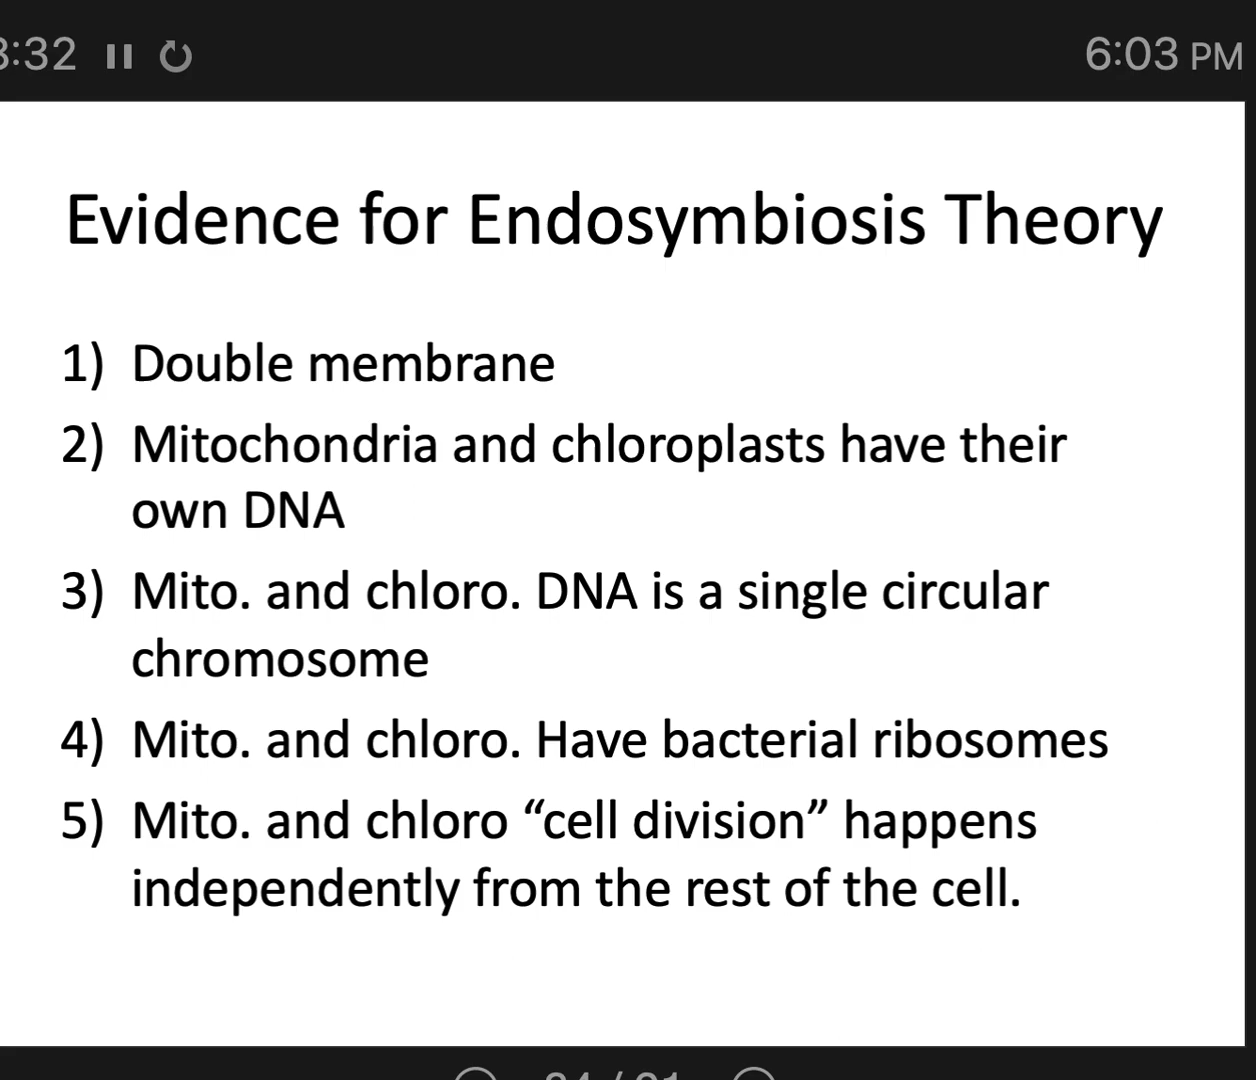 :32
6:03 PM
Evidence for Endosymbiosis Theory
1) Double membrane
2) Mitochondria and chloroplasts have their
own DNA
3) Mito. and chloro. DNA is a single circular
chromosome
4) Mito. and chloro. Have bacterial ribosomes
5) Mito. and chloro “cell division” happens
independently from the rest of the cell.